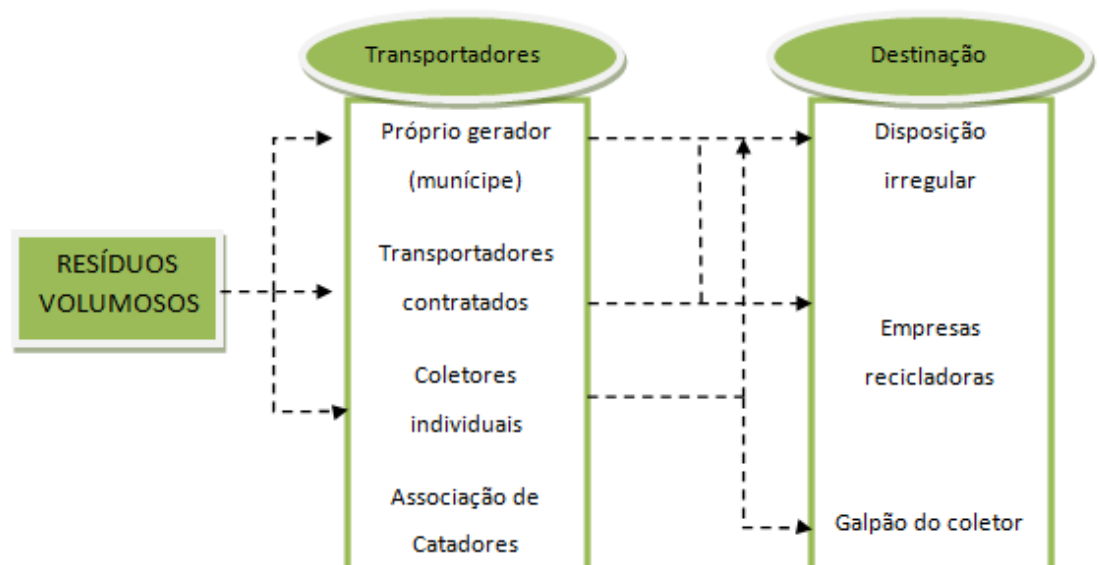 Transportadores
Destinação
RESÍDUOS
VOLUMOSOS
Próprio gerador
(munícipe)
Transportadores
contratados
Coletores
individuais
Associação de
Catadores
Disposição
irregular
Empresas
recicladoras
Galpão do coletor